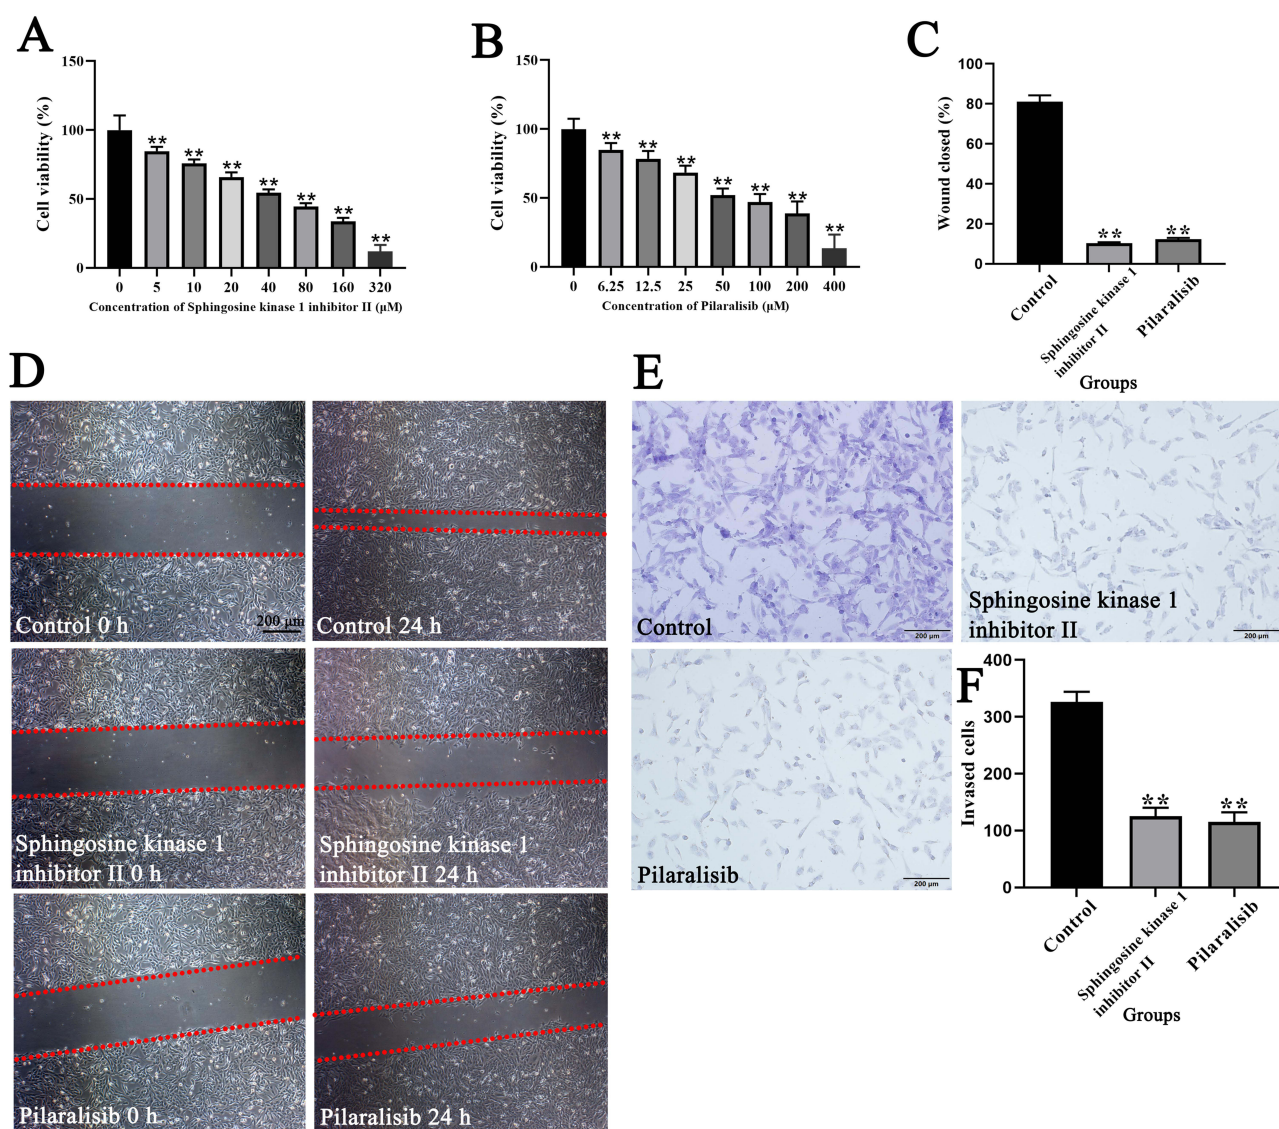 A
150
100
50
0
Cell viability (%)
**
**
**
**
**
**
**
0 5 10 20 40 80 160 320
Concentration of Sphingosine kinase 1 inhibitor II (μM)
B
150
100
50
0
Cell viability (%)
**
**
**
**
**
**
**
0 6.25 12.5 25 50 100 200 400
Concentration of Pilaralisib (μM)
C
100
80
60
40
20
0
Wound closed (%)
**
**
Control
Sphingosine kinase 1
inhibitor II
Pilaralisib
Groups
D
Control 0 h
200 μm
Control 24 h
Sphingosine kinase 1
inhibitor II 0 h
Sphingosine kinase 1
inhibitor II 24 h
Pilaralisib 0 h
Pilaralisib 24 h
E
Control
200 μm
Sphingosine kinase 1
inhibitor II
200 μm
Pilaralisib
200 μm
F
400
300
200
100
0
Invased cells
**
**
Control
Sphingosine kinase 1
inhibitor II
Pilaralisib
Groups